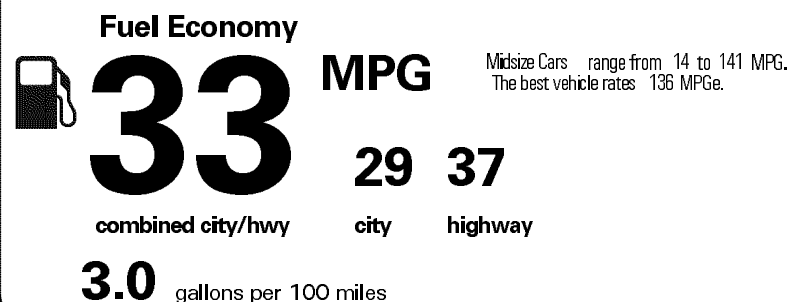 Fuel Economy
33 MPG
Midsize Cars range from 14 to 141 MPG.
The best vehicle rates 136 MPGe.
29 37
combined city/hwy city highway
3.0 gallons per 100 miles